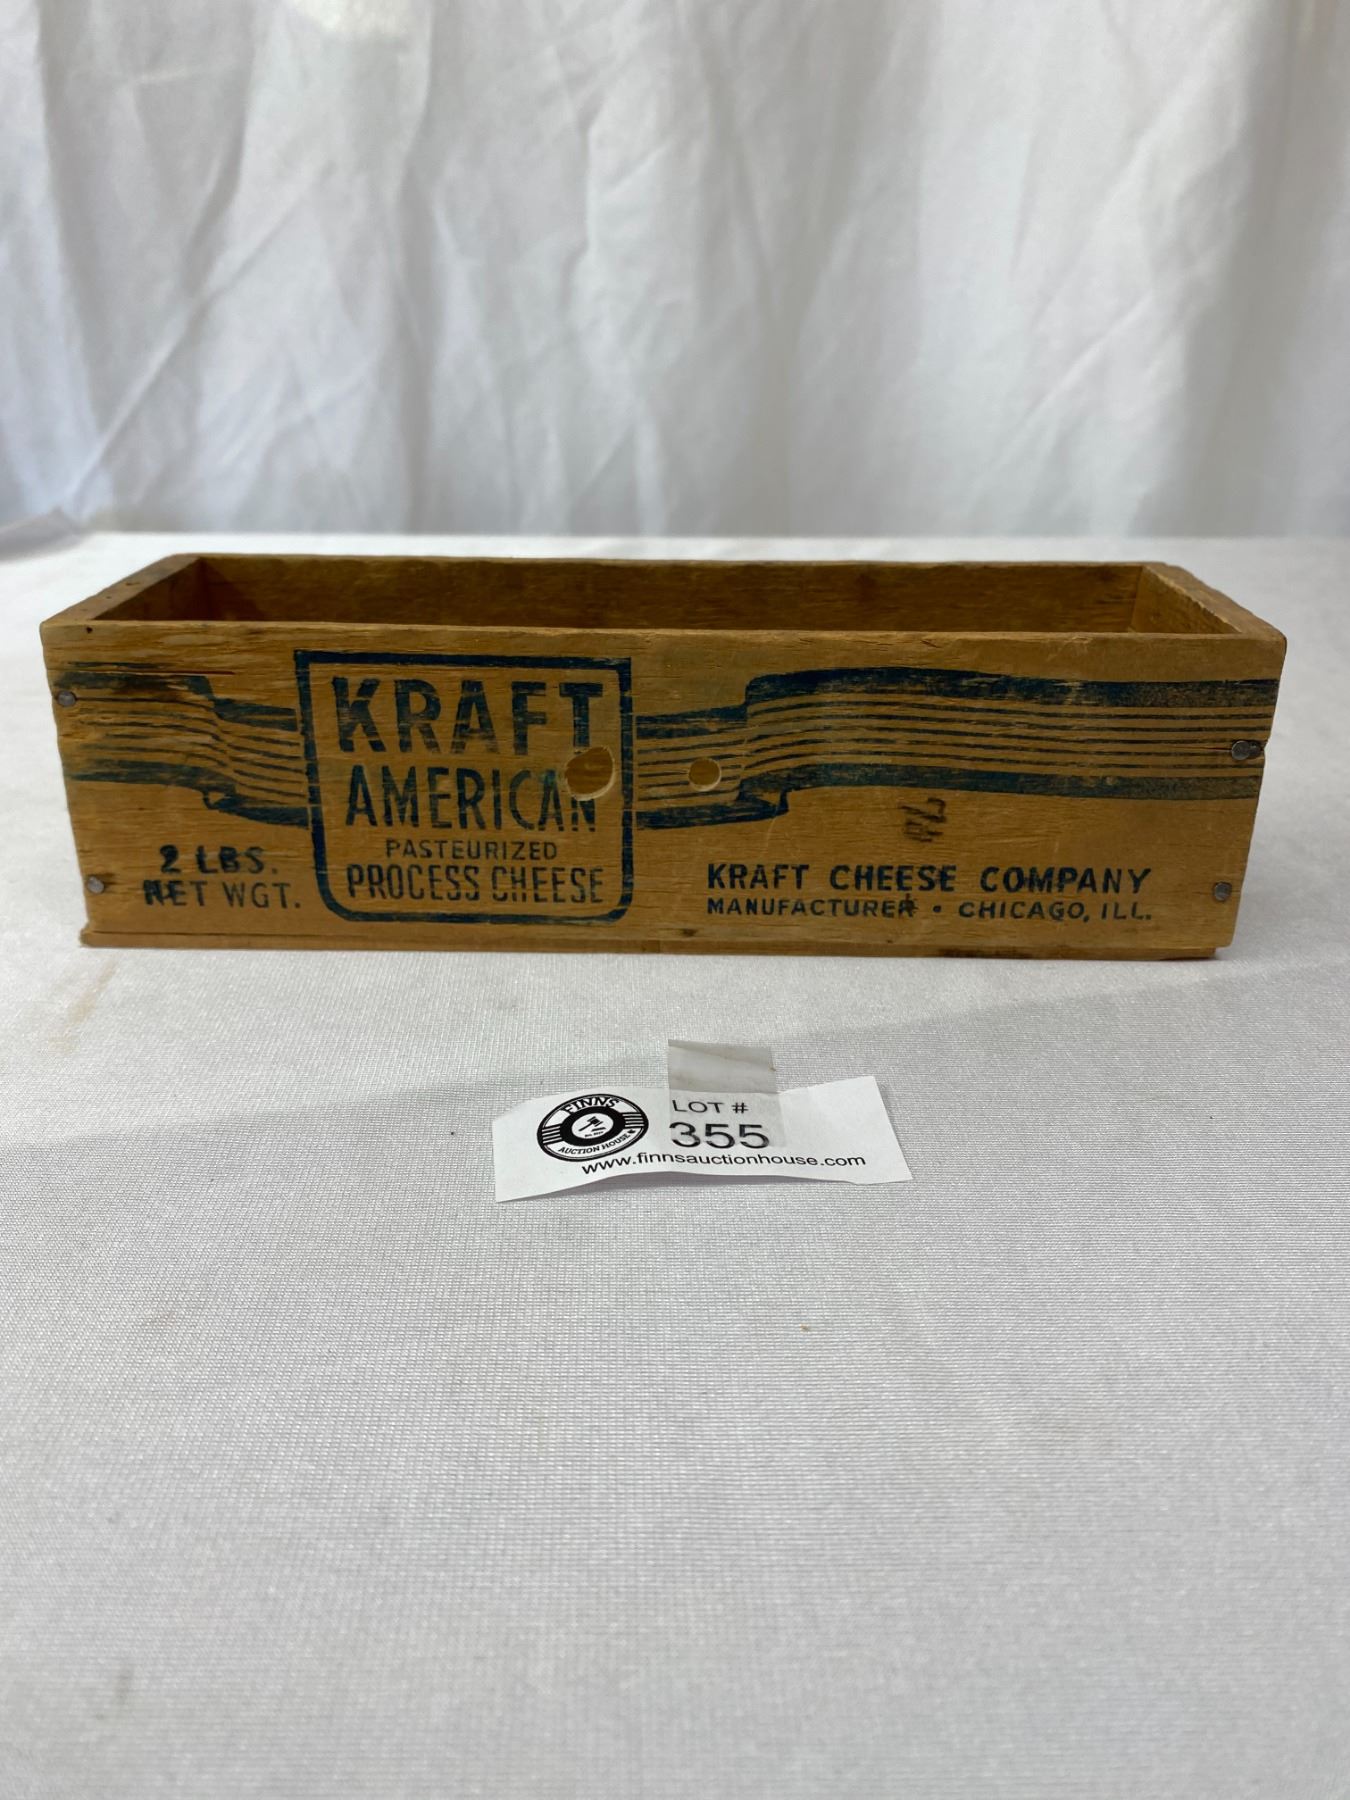 KRAFT
AMERICAN
PASTEURIZED
PROCESS CHEESE
2 LBS.
NET WGT.
KRAFT CHEESE COMPANY
MANUFACTURER • CHICAGO, ILL.
FINNS
AUCTION HOUSE
LOT #
355
www.finnsauctionhouse.com